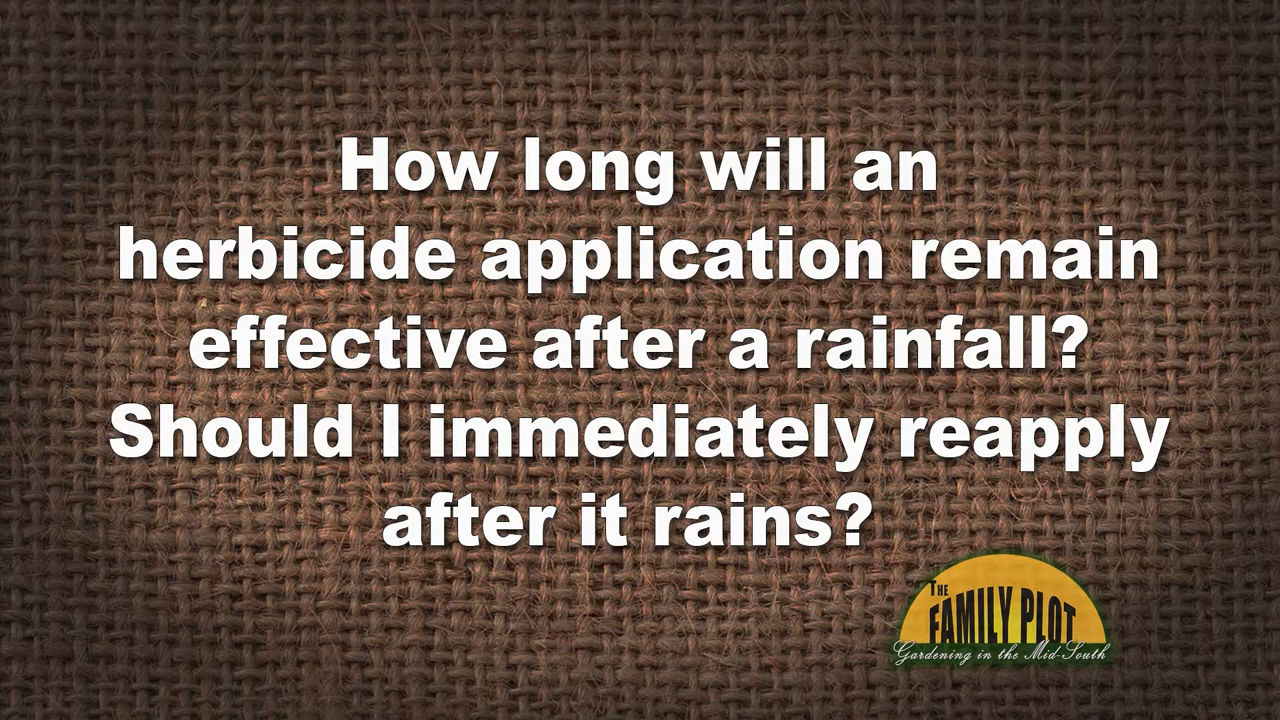 How long will an
herbicide application remain
effective after a rainfall?
Should I immediately reapply
after it rains?
THE
FAMILY PLOT
Gardening in the Mid-South